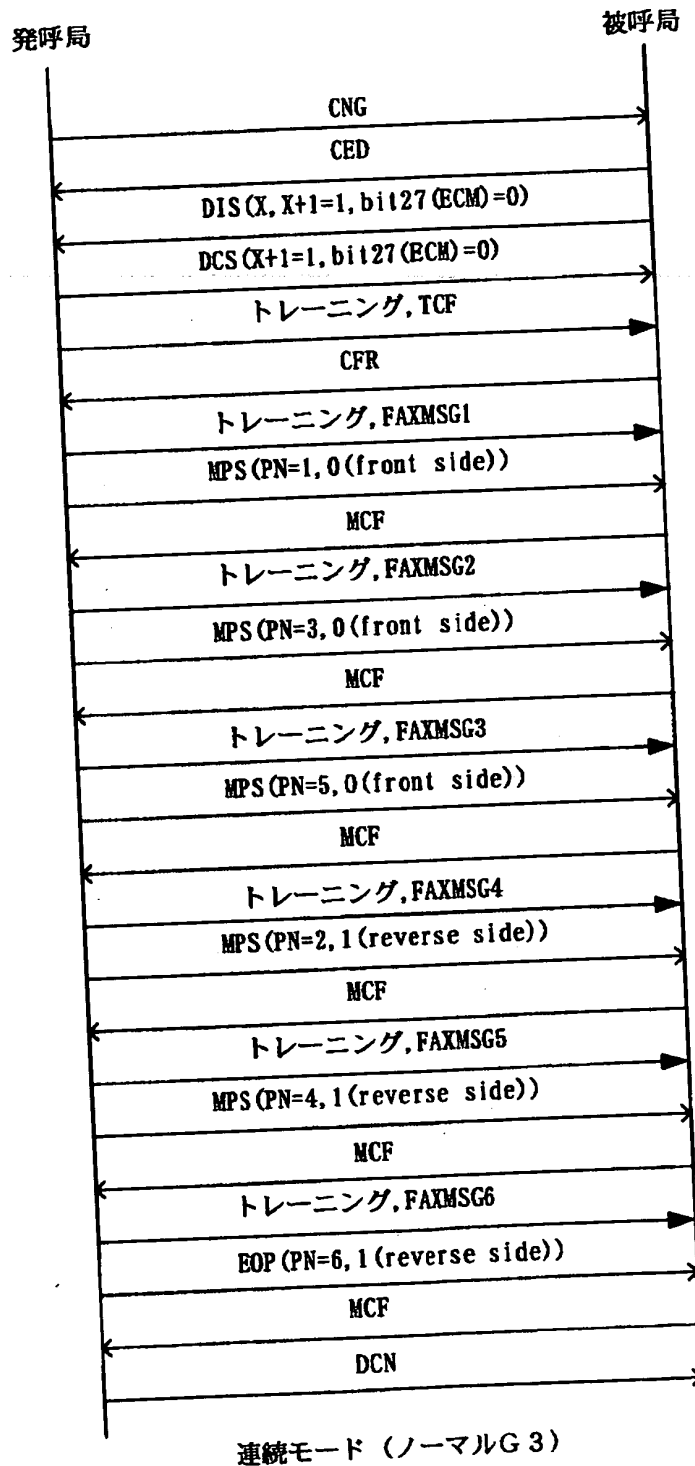 発呼局
被呼局
CNG
CED
DIS(X,X+1=1,bit27(ECM)=0)
DCS(X+1=1,bit27(ECM)=0)
トレーニング,TCF
CFR
トレーニング,FAXMSG1
MPS(PN=1,0(front side))
MCF
トレーニング,FAXMSG2
MPS(PN=3,0(front side))
MCF
トレーニング,FAXMSG3
MPS(PN=5,0(front side))
MCF
トレーニング,FAXMSG4
MPS(PN=2,1(reverse side))
MCF
トレーニング,FAXMSG5
MPS(PN=4,1(reverse side))
MCF
トレーニング,FAXMSG6
EOP(PN=6,1(reverse side))
MCF
DCN
連続モード（ノーマルG3）